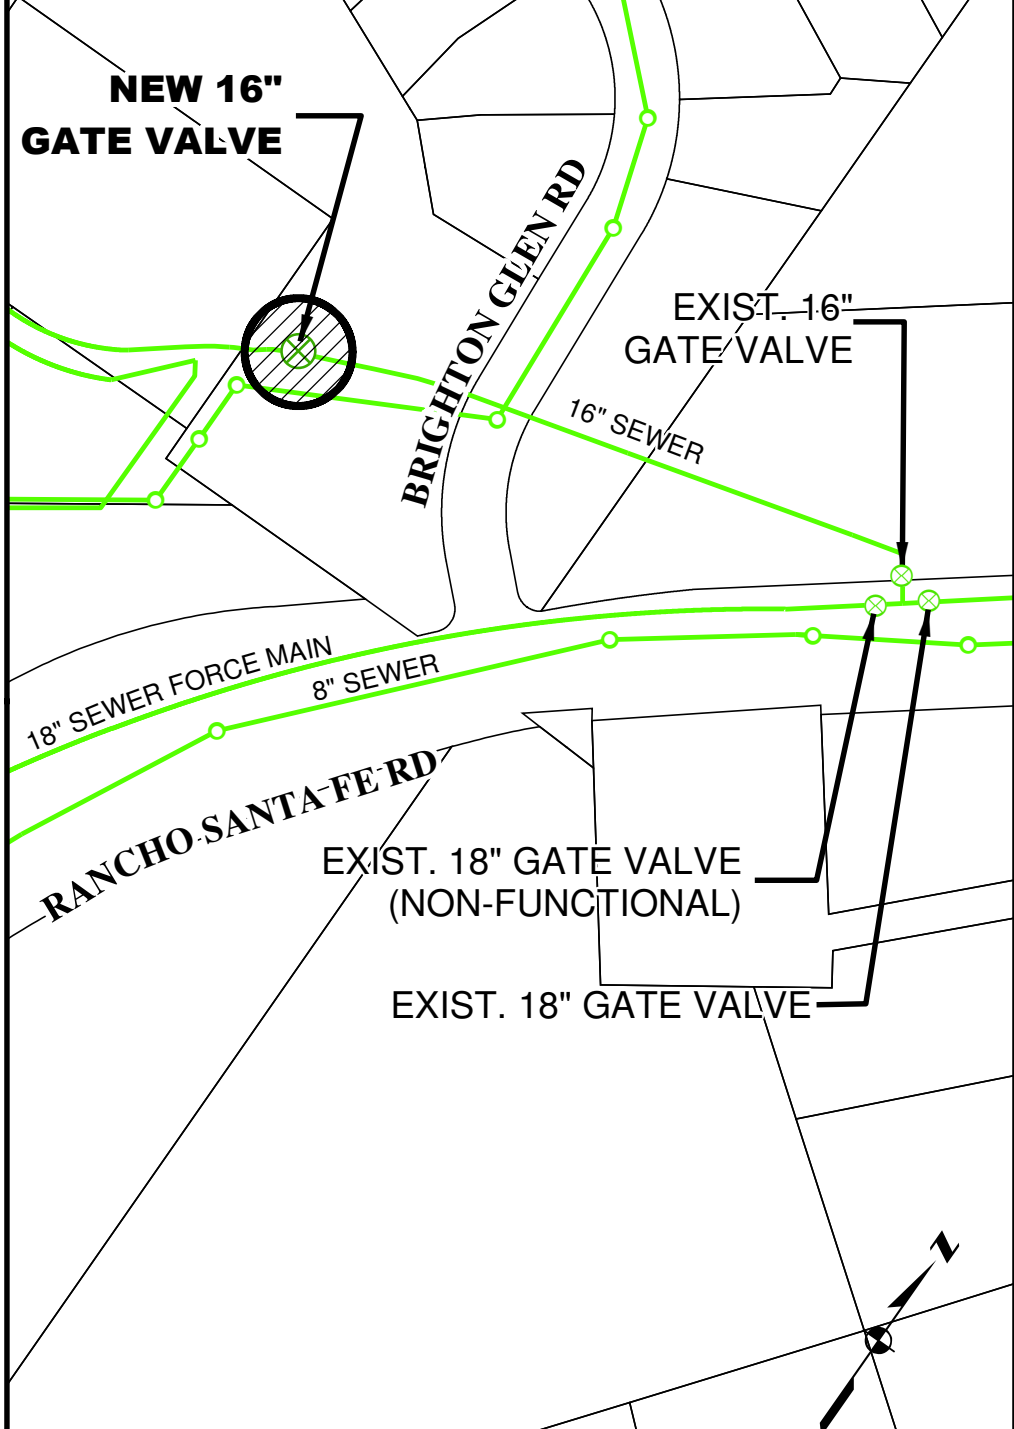 NEW 16"
GATE VALVE
BRIGHTON GLEN RD
EXIST. 16"
GATE VALVE
16" SEWER
18" SEWER FORCE MAIN
8" SEWER
RANCHO SANTA FE RD
EXIST. 18" GATE VALVE
(NON-FUNCTIONAL)
EXIST. 18" GATE VALVE
N